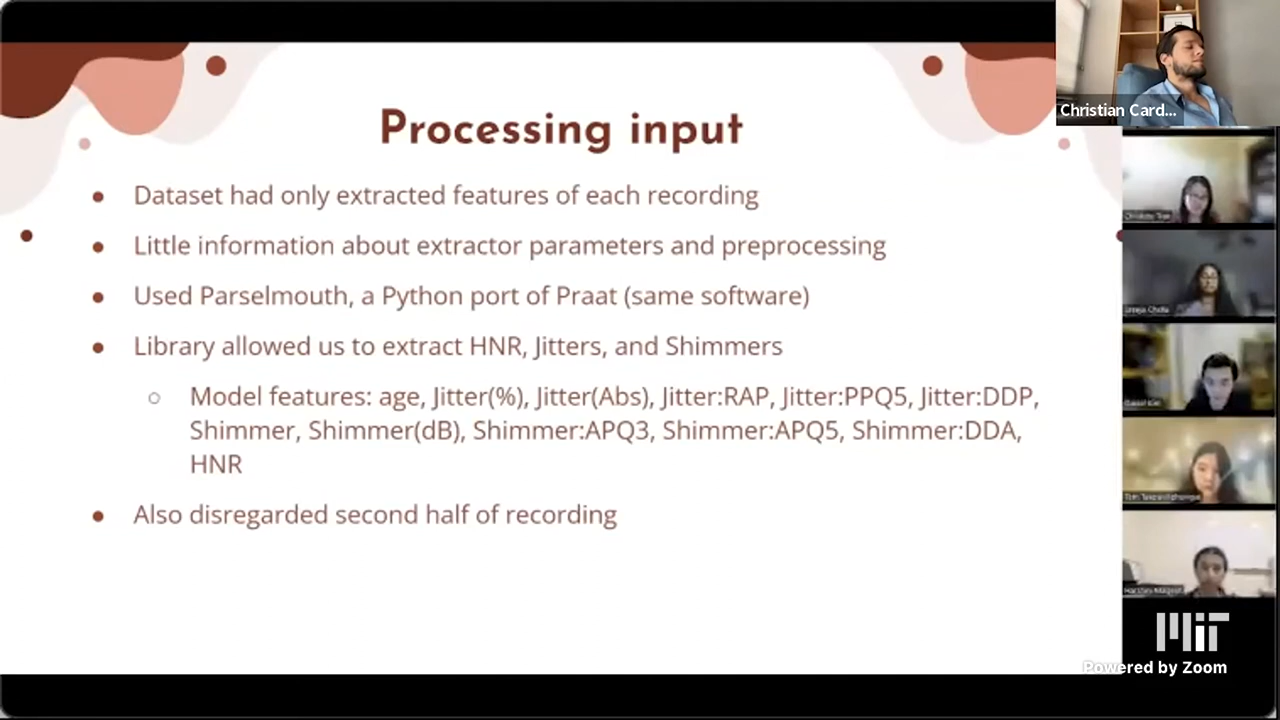 Processing input
Dataset had only extracted features of each recording
Little information about extractor parameters and preprocessing
Used Parselmouth, a Python port of Praat (same software)
Library allowed us to extract HNR, Jitters, and Shimmers
Model features: age, Jitter(%), Jitter(Abs), Jitter:RAP, Jitter:PPQ5, Jitter:DDP,
Shimmer, Shimmer(dB), Shimmer:APQ3, Shimmer:APQ5, Shimmer:DDA,
HNR
Also disregarded second half of recording
Christian Card...
MIT
Powered by Zoom